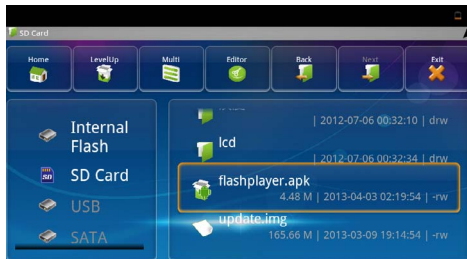 SD Card
Home
LevelUp
Multi
Editor
Back
Next
Exit
Internal
Flash
SD Card
USB
SATA
| 2012-07-06 00:32:10 | drw
lcd
| 2012-07-06 00:32:34 | drw
flashplayer.apk
4.48 M | 2013-04-03 02:19:54 | -rw
update.img
165.66 M | 2013-03-09 19:14:54 | -rw